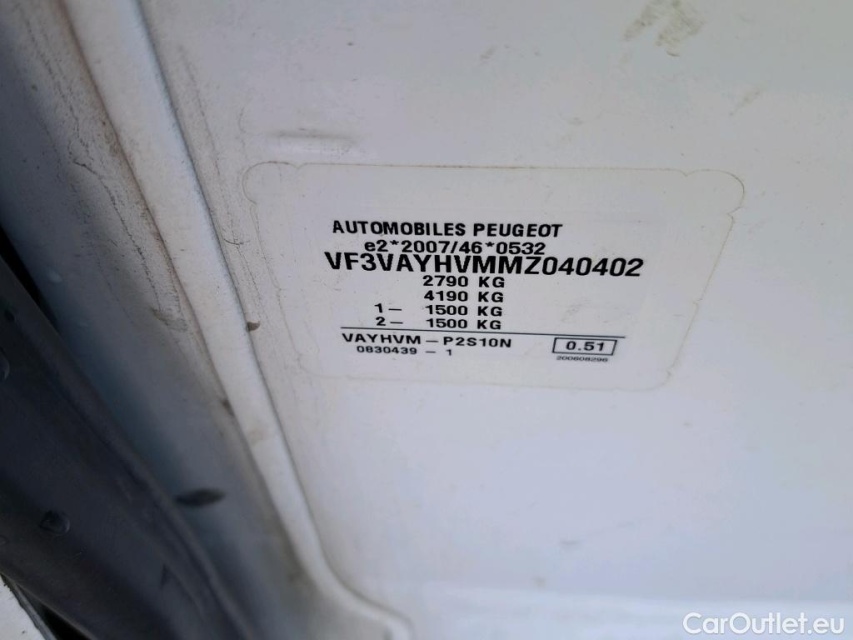 AUTOMOBILES PEUGEOT
e2*2007/46*0532
VF3VAYHVMMZ040402
2790 KG
4190 KG
1- 1500 KG
2- 1500 KG
VAYHVM-P2S10N
0.51
0830439 - 1
200608296
CarOutlet.eu